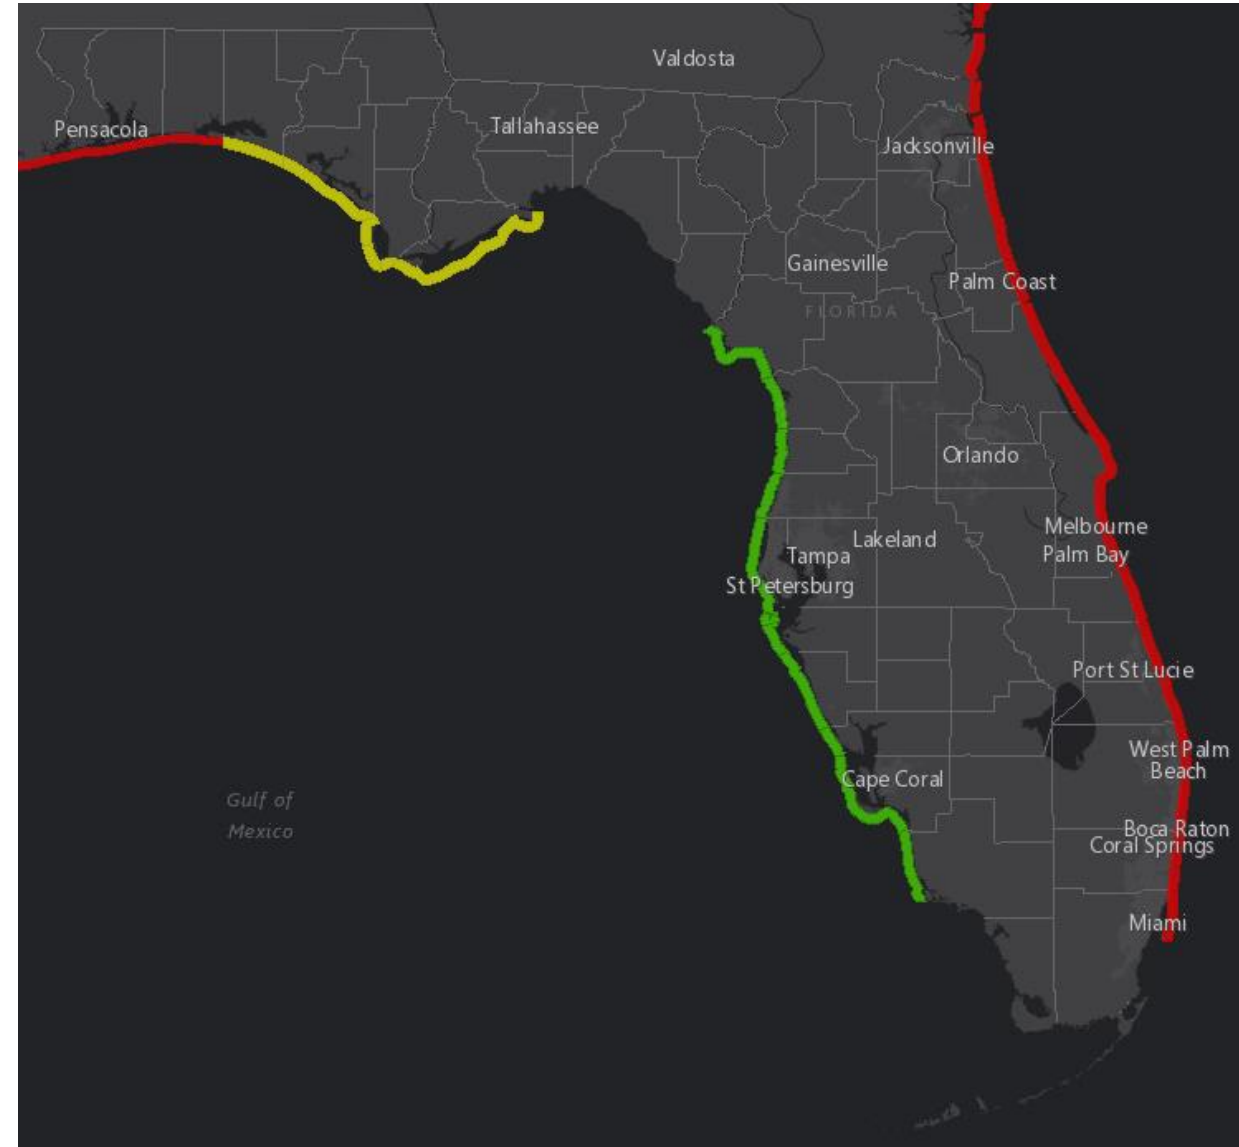 Valdosta
Pensacola
Tallahassee
Jacksonville
Gainesville
Palm Coast
FLORIDA
Orlando
Melbourne
Lakeland
Tampa
Palm Bay
St Petersburg
Port St Lucie
West Palm
Beach
Cape Coral
Gulf of
Mexico
Boca Raton
Coral Springs
Miami